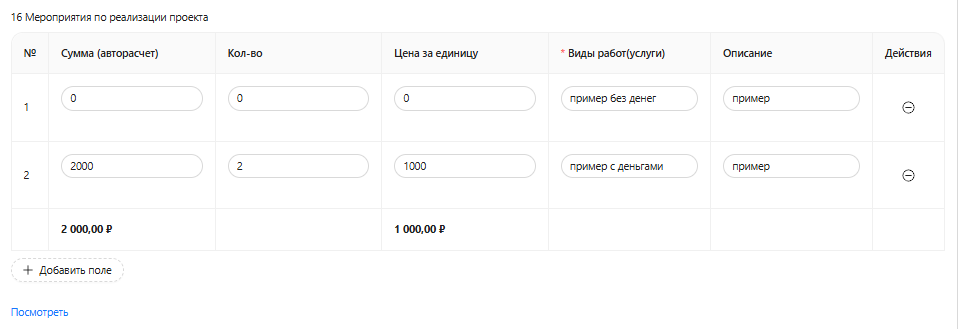 16 Мероприятия по реализации проекта
№ Сумма (авторасчет) Кол-во Цена за единицу * Виды работ(услуги) Описание Действия
1 0 0 0 пример без денег пример
2 2000 2 1000 пример с деньгами пример
2 000,00 ₽ 1 000,00 ₽
+ Добавить поле
Посмотреть